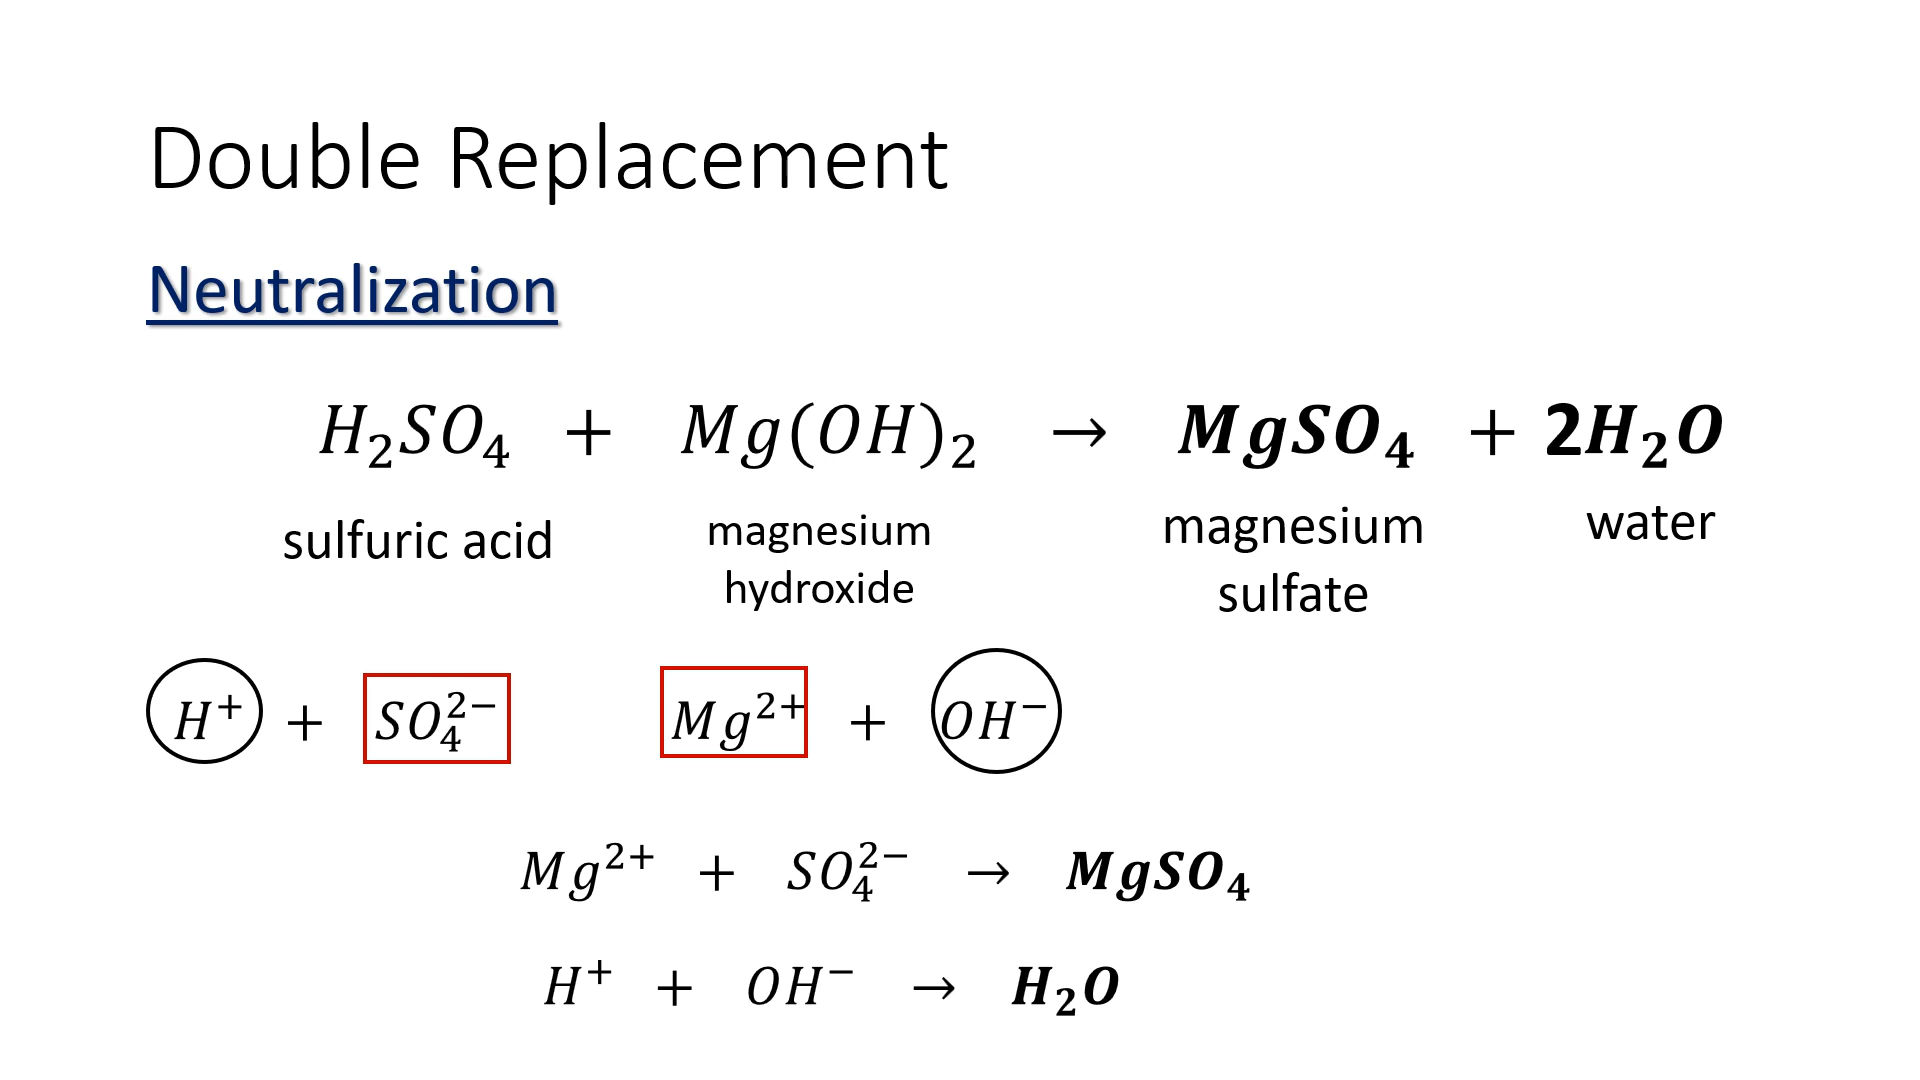 Double Replacement
Neutralization
H₂SO₄ + Mg(OH)₂ → MgSO₄ + 2H₂O
sulfuric acid magnesium hydroxide magnesium sulfate water
H⁺ + SO₄²⁻ Mg²⁺ + OH⁻
Mg²⁺ + SO₄²⁻ → MgSO₄
H⁺ + OH⁻ → H₂O